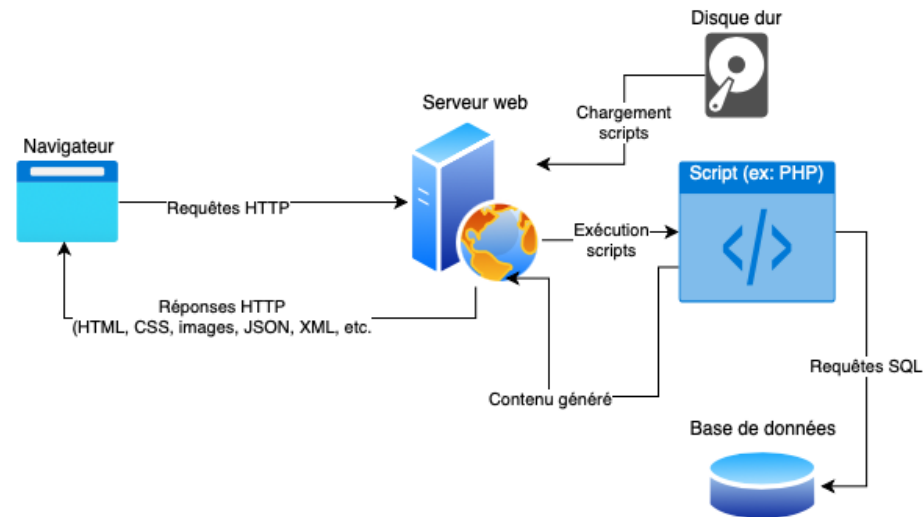 Disque dur
Serveur web
Chargement
scripts
Navigateur
Script (ex: PHP)
</>
Requêtes HTTP
Exécution
scripts
Réponses HTTP
(HTML, CSS, images, JSON, XML, etc.
Requêtes SQL
Contenu généré
Base de données